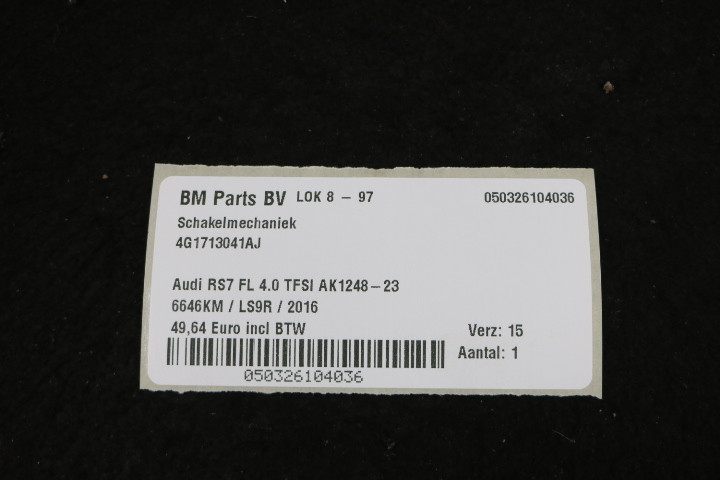 BM Parts BV LOK 8 - 97 050326104036
Schakelmechaniek
4G1713041AJ
Audi RS7 FL 4.0 TFSI AK1248-23
6646KM / LS9R / 2016
49,64 Euro incl BTW Verz: 15
Aantal: 1
050326104036